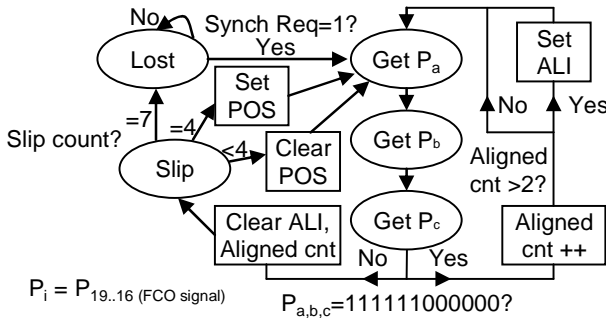 No
Synch Req=1?
Yes
Lost
Get Pa
Set
ALI
Set
POS
No
Yes
=7
=4
<4
Slip count?
Get Pb
Aligned
cnt >2?
Slip
Clear
POS
Clear ALI,
Aligned cnt
Get Pc
Aligned
cnt ++
No
Yes
Pi = P19..16 (FCO signal)
Pa,b,c=111111000000?